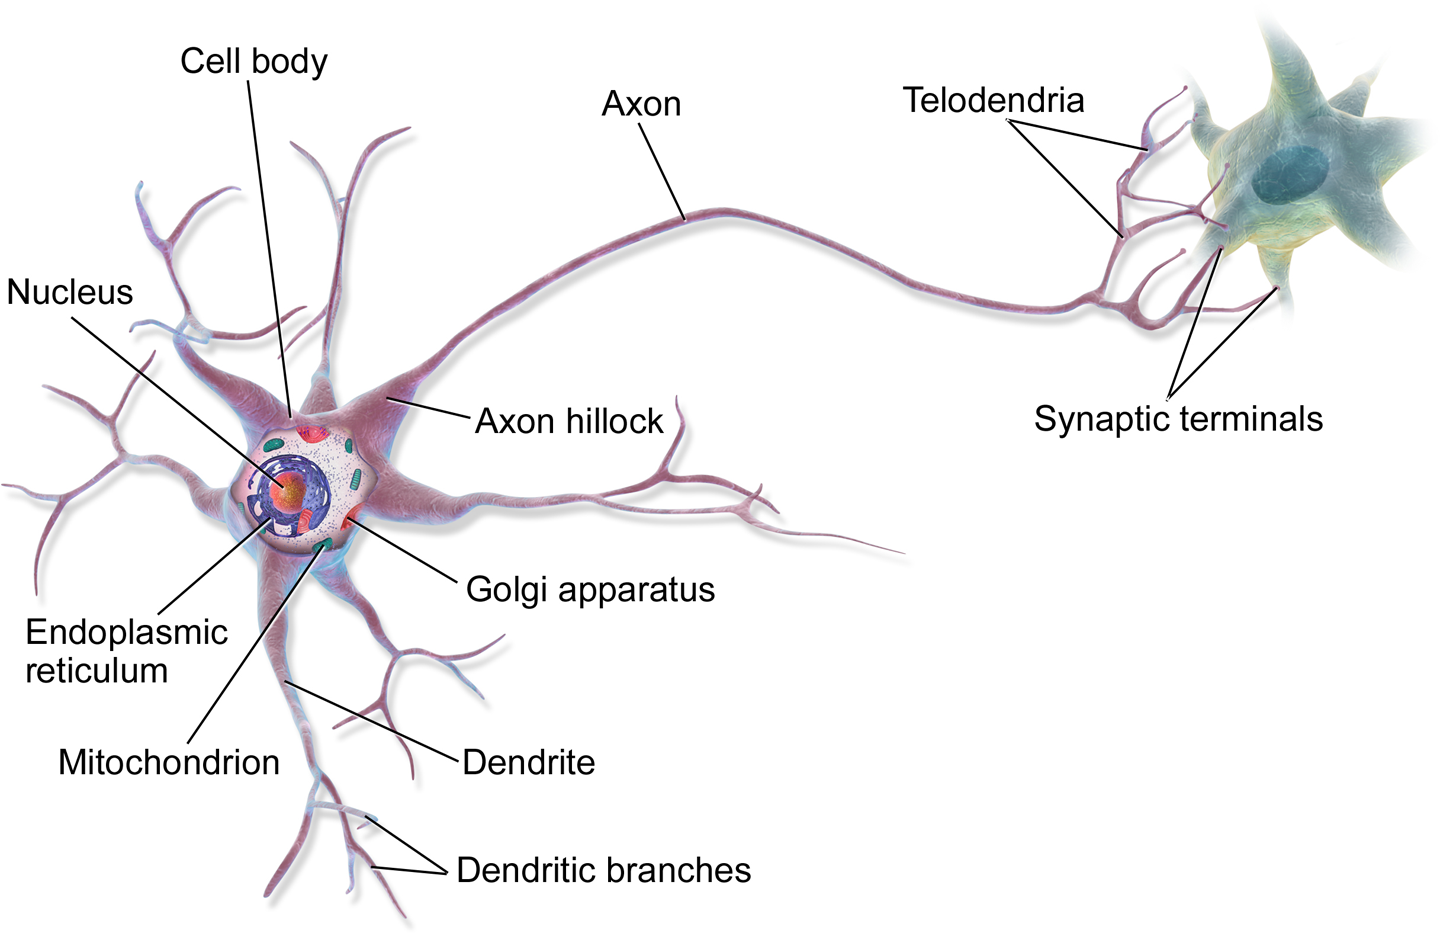 Cell body
Axon
Telodendria
Nucleus
Synaptic terminals
Axon hillock
Golgi apparatus
Endoplasmic
reticulum
Mitochondrion
Dendrite
Dendritic branches